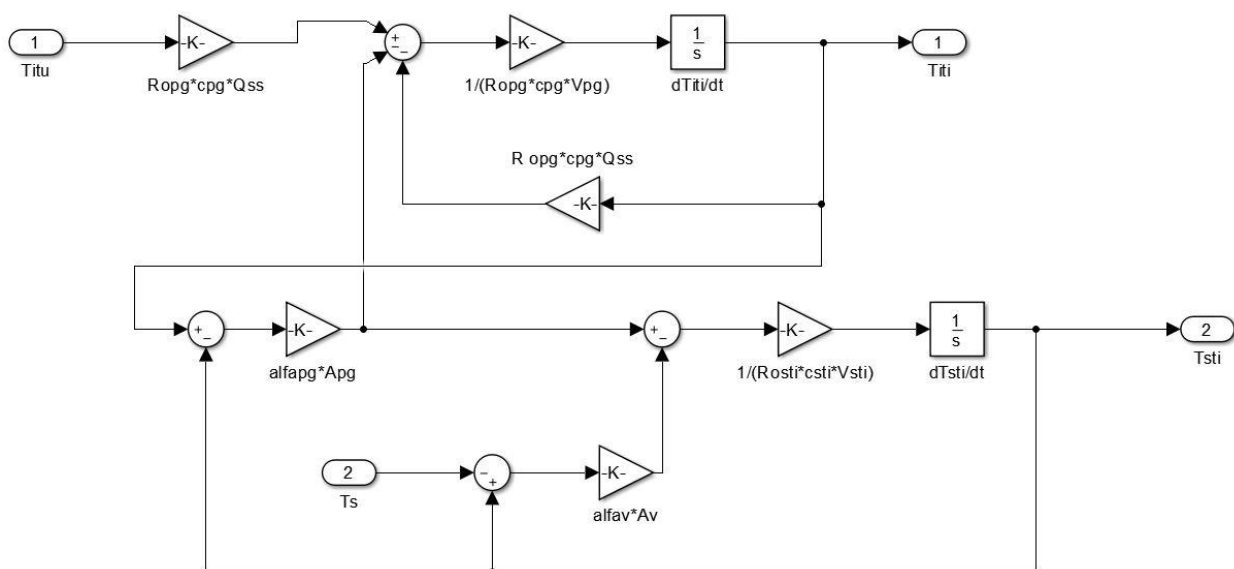 1
Titu
-K-
Ropg*cpg*Qss
+
−
−
-K-
1/(Ropg*cpg*Vpg)
1
s
dTiti/dt
1
Titi
R opg*cpg*Qss
-K-
+
−
-K-
alfapg*Apg
+
−
-K-
1/(Rosti*csti*Vsti)
1
s
dTsti/dt
2
Tsti
2
Ts
−
+
-K-
alfav*Av